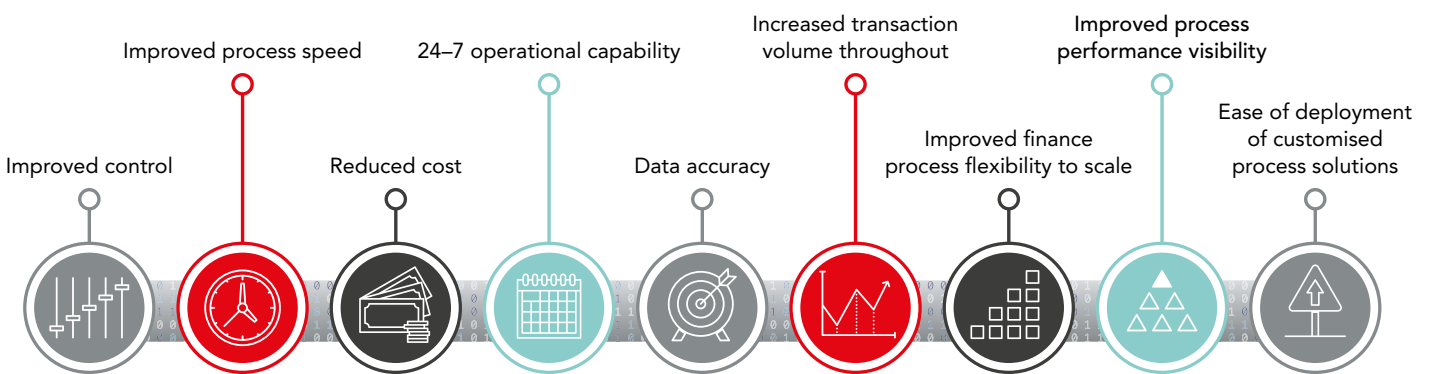 Improved control
Improved process speed
Reduced cost
24–7 operational capability
Data accuracy
Increased transaction
volume throughout
Improved finance
process flexibility to scale
Improved process
performance visibility
Ease of deployment
of customised
process solutions